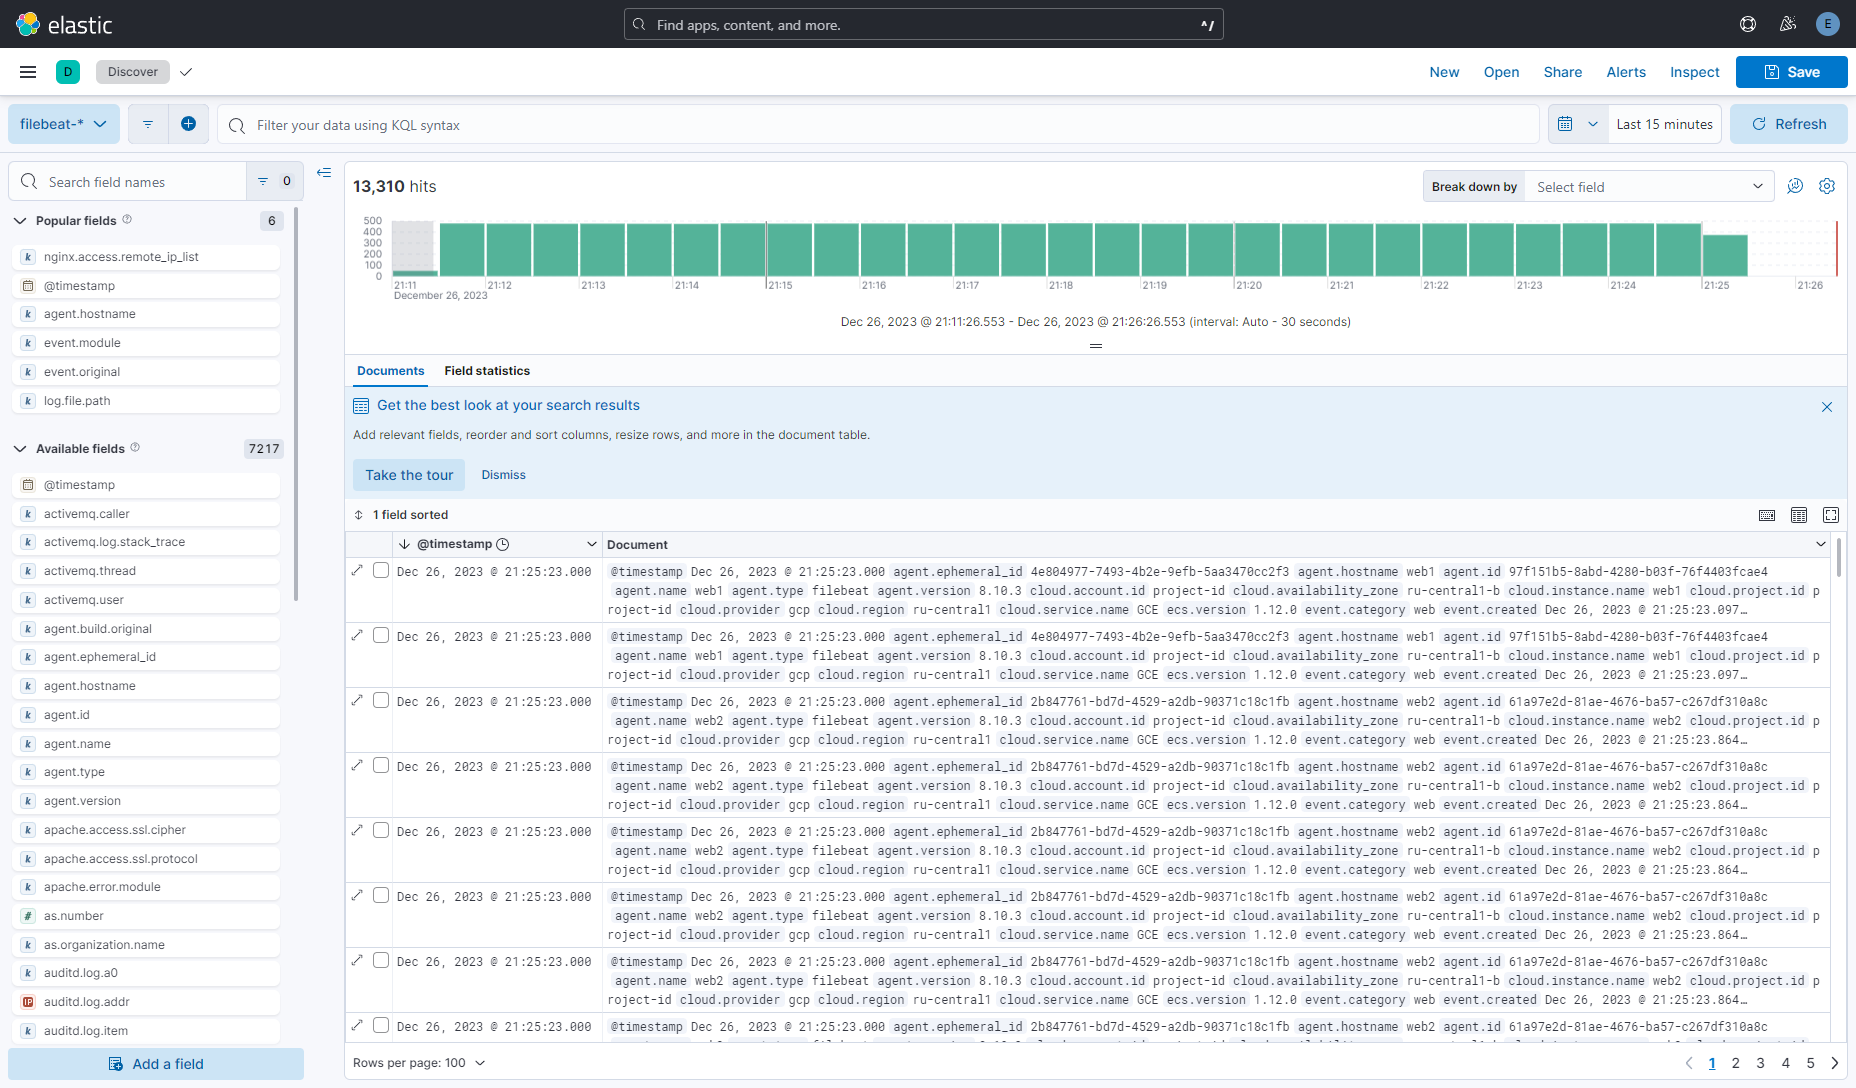 elastic
Find apps, content, and more.
^/
E
D
Discover
New Open Share Alerts Inspect Save
filebeat-*
Filter your data using KQL syntax
Last 15 minutes
Refresh
Search field names
0
Popular fields
6
nginx.access.remote_ip_list
@timestamp
agent.hostname
event.module
event.original
log.file.path
Available fields
7217
@timestamp
activemq.caller
activemq.log.stack_trace
activemq.thread
activemq.user
agent.build.original
agent.ephemeral_id
agent.hostname
agent.id
agent.name
agent.type
agent.version
apache.access.ssl.cipher
apache.access.ssl.protocol
apache.error.module
as.number
as.organization.name
auditd.log.a0
auditd.log.addr
auditd.log.item
Add a field
13,310 hits
Break down by Select field
500
400
300
200
100
0
21:11 21:12 21:13 21:14 21:15 21:16 21:17 21:18 21:19 21:20 21:21 21:22 21:23 21:24 21:25 21:26
December 26, 2023
Dec 26, 2023 @ 21:11:26.553 - Dec 26, 2023 @ 21:26:26.553 (interval: Auto - 30 seconds)
Documents Field statistics
Get the best look at your search results
Add relevant fields, reorder and sort columns, resize rows, and more in the document table.
Take the tour Dismiss
1 field sorted
@timestamp Document
Dec 26, 2023 @ 21:25:23.000 @timestamp Dec 26, 2023 @ 21:25:23.000 agent.ephemeral_id 4e804977-7493-4b2e-9efb-5aa3470cc2f3 agent.hostname web1 agent.id 97f151b5-8abd-4280-b03f-76f4403fcae4
agent.name web1 agent.type filebeat agent.version 8.10.3 cloud.account.id project-id cloud.availability_zone ru-central1-b cloud.instance.name web1 cloud.project.id p
roject-id cloud.provider gcp cloud.region ru-central1 cloud.service.name GCE ecs.version 1.12.0 event.category web event.created Dec 26, 2023 @ 21:25:23.097…
Dec 26, 2023 @ 21:25:23.000 @timestamp Dec 26, 2023 @ 21:25:23.000 agent.ephemeral_id 4e804977-7493-4b2e-9efb-5aa3470cc2f3 agent.hostname web1 agent.id 97f151b5-8abd-4280-b03f-76f4403fcae4
agent.name web1 agent.type filebeat agent.version 8.10.3 cloud.account.id project-id cloud.availability_zone ru-central1-b cloud.instance.name web1 cloud.project.id p
roject-id cloud.provider gcp cloud.region ru-central1 cloud.service.name GCE ecs.version 1.12.0 event.category web event.created Dec 26, 2023 @ 21:25:23.097…
Dec 26, 2023 @ 21:25:23.000 @timestamp Dec 26, 2023 @ 21:25:23.000 agent.ephemeral_id 2b847761-bd7d-4529-a2db-90371c18c1fb agent.hostname web2 agent.id 61a97e2d-81ae-4676-ba57-c267df310a8c
agent.name web2 agent.type filebeat agent.version 8.10.3 cloud.account.id project-id cloud.availability_zone ru-central1-b cloud.instance.name web2 cloud.project.id p
roject-id cloud.provider gcp cloud.region ru-central1 cloud.service.name GCE ecs.version 1.12.0 event.category web event.created Dec 26, 2023 @ 21:25:23.864…
Dec 26, 2023 @ 21:25:23.000 @timestamp Dec 26, 2023 @ 21:25:23.000 agent.ephemeral_id 2b847761-bd7d-4529-a2db-90371c18c1fb agent.hostname web2 agent.id 61a97e2d-81ae-4676-ba57-c267df310a8c
agent.name web2 agent.type filebeat agent.version 8.10.3 cloud.account.id project-id cloud.availability_zone ru-central1-b cloud.instance.name web2 cloud.project.id p
roject-id cloud.provider gcp cloud.region ru-central1 cloud.service.name GCE ecs.version 1.12.0 event.category web event.created Dec 26, 2023 @ 21:25:23.864…
Dec 26, 2023 @ 21:25:23.000 @timestamp Dec 26, 2023 @ 21:25:23.000 agent.ephemeral_id 2b847761-bd7d-4529-a2db-90371c18c1fb agent.hostname web2 agent.id 61a97e2d-81ae-4676-ba57-c267df310a8c
agent.name web2 agent.type filebeat agent.version 8.10.3 cloud.account.id project-id cloud.availability_zone ru-central1-b cloud.instance.name web2 cloud.project.id p
roject-id cloud.provider gcp cloud.region ru-central1 cloud.service.name GCE ecs.version 1.12.0 event.category web event.created Dec 26, 2023 @ 21:25:23.864…
Dec 26, 2023 @ 21:25:23.000 @timestamp Dec 26, 2023 @ 21:25:23.000 agent.ephemeral_id 2b847761-bd7d-4529-a2db-90371c18c1fb agent.hostname web2 agent.id 61a97e2d-81ae-4676-ba57-c267df310a8c
agent.name web2 agent.type filebeat agent.version 8.10.3 cloud.account.id project-id cloud.availability_zone ru-central1-b cloud.instance.name web2 cloud.project.id p
roject-id cloud.provider gcp cloud.region ru-central1 cloud.service.name GCE ecs.version 1.12.0 event.category web event.created Dec 26, 2023 @ 21:25:23.864…
Dec 26, 2023 @ 21:25:23.000 @timestamp Dec 26, 2023 @ 21:25:23.000 agent.ephemeral_id 2b847761-bd7d-4529-a2db-90371c18c1fb agent.hostname web2 agent.id 61a97e2d-81ae-4676-ba57-c267df310a8c
agent.name web2 agent.type filebeat agent.version 8.10.3 cloud.account.id project-id cloud.availability_zone ru-central1-b cloud.instance.name web2 cloud.project.id p
roject-id cloud.provider gcp cloud.region ru-central1 cloud.service.name GCE ecs.version 1.12.0 event.category web event.created Dec 26, 2023 @ 21:25:23.864…
Dec 26, 2023 @ 21:25:23.000 @timestamp Dec 26, 2023 @ 21:25:23.000 agent.ephemeral_id 2b847761-bd7d-4529-a2db-90371c18c1fb agent.hostname web2 agent.id 61a97e2d-81ae-4676-ba57-c267df310a8c
Rows per page: 100
1 2 3 4 5